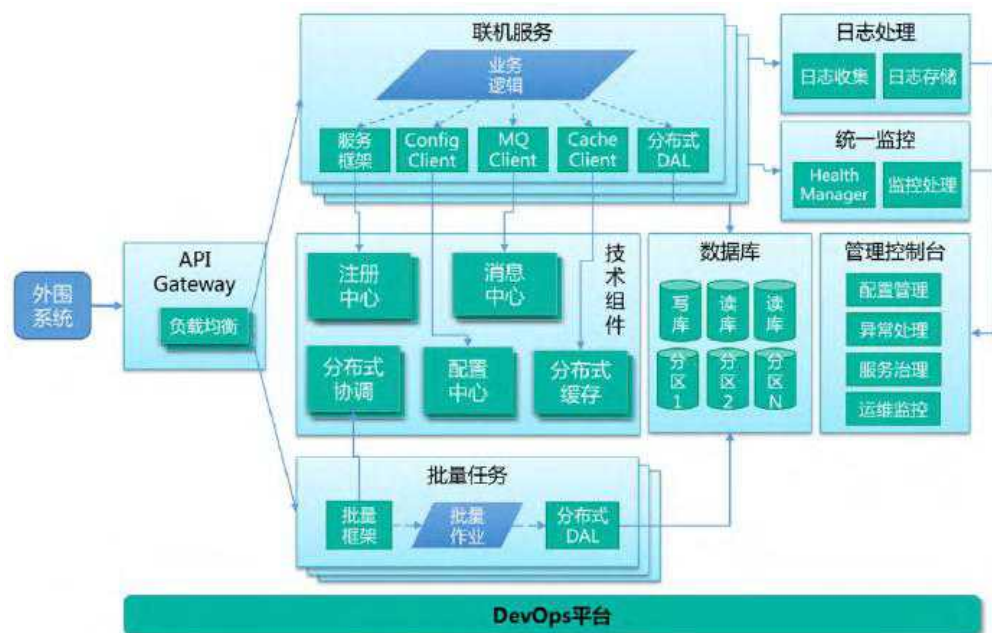 联机服务
业务
逻辑
服务
框架
Config
Client
MQ
Client
Cache
Client
分布式
DAL
日志处理
日志收集
日志存储
统一监控
Health
Manager
监控处理
外围
系统
API
Gateway
负载均衡
技术组件
注册
中心
消息
中心
分布式
协调
配置
中心
分布式
缓存
数据库
写库
读库
读库
分区1
分区2
分区N
管理控制台
配置管理
异常处理
服务治理
运维监控
批量任务
批量
框架
批量
作业
分布式
DAL
DevOps平台